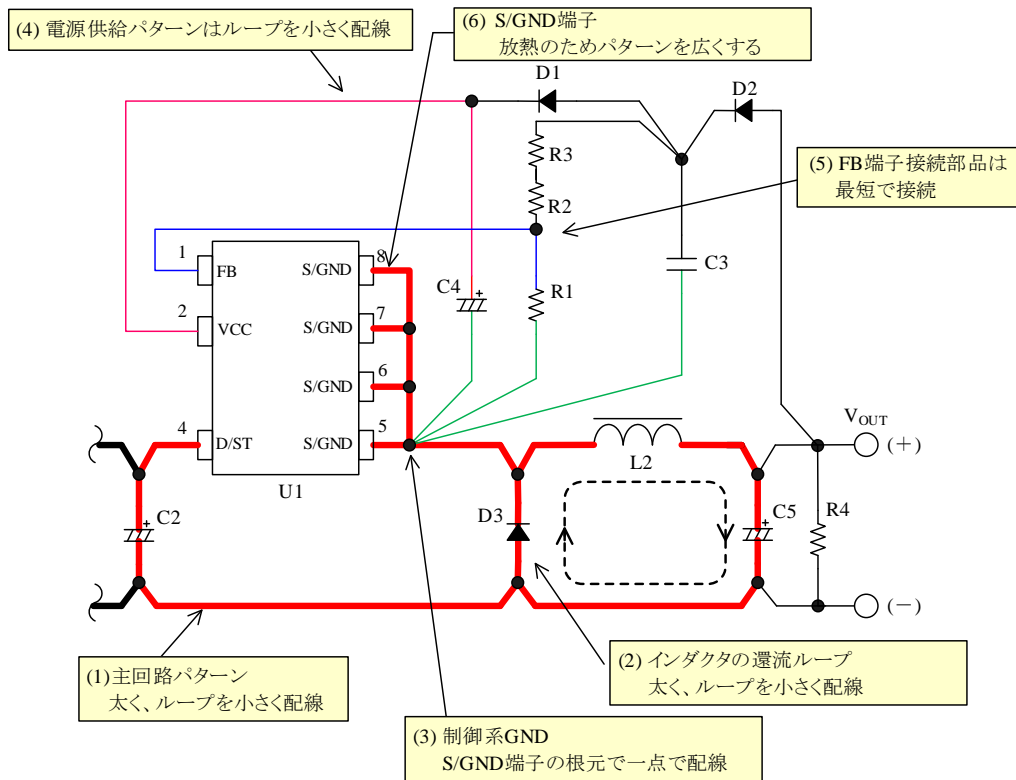 (4) 電源供給パターンはループを小さく配線
(6) S/GND端子
放熱のためパターンを広くする
D1
D2
R3
(5) FB端子接続部品は
最短で接続
R2
1
FB
S/GND
8
C4
+
R1
C3
2
VCC
S/GND
7
S/GND
6
4
D/ST
S/GND
5
U1
L2
VOUT
(+)
C2
+
D3
C5
+
R4
(−)
(1)主回路パターン
太く、ループを小さく配線
(2) インダクタの還流ループ
太く、ループを小さく配線
(3) 制御系GND
S/GND端子の根元で一点で配線